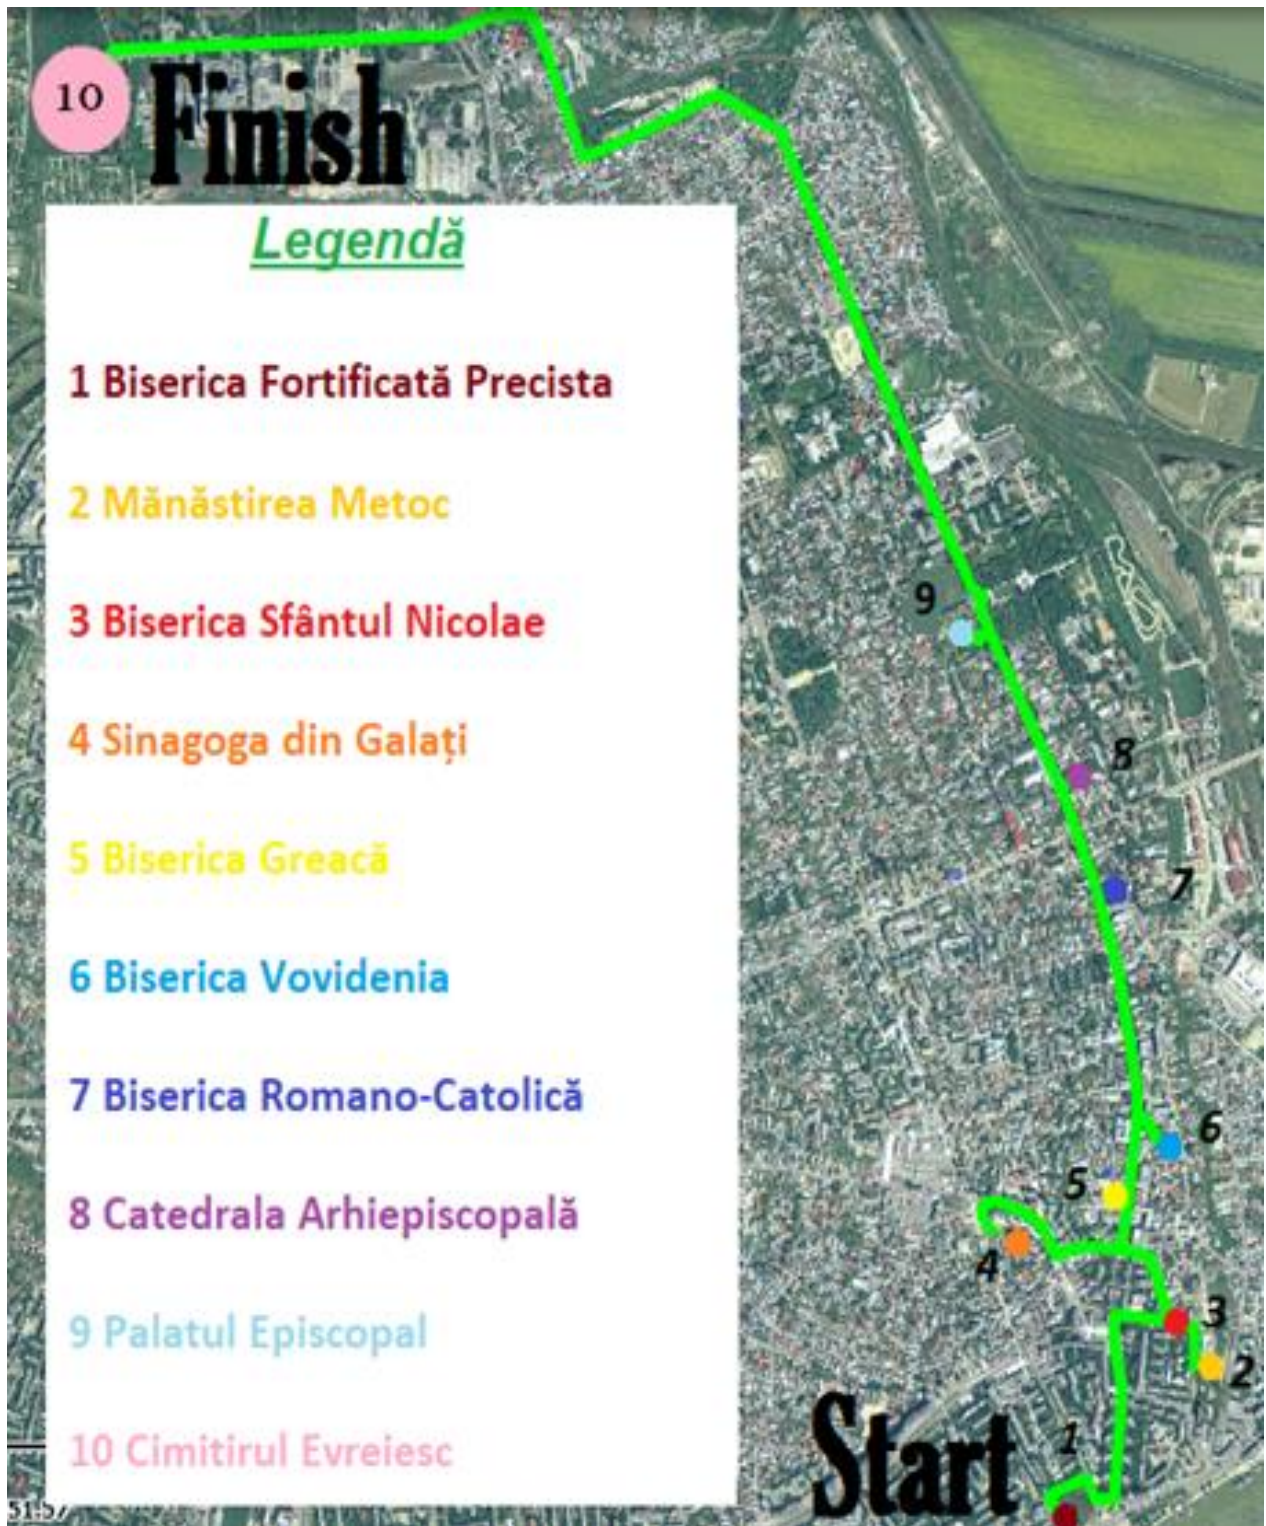 10
Finish
Legendă
1 Biserica Fortificată Precista
2 Mănăstirea Metoc
3 Biserica Sfântul Nicolae
4 Sinagoga din Galați
5 Biserica Greacă
6 Biserica Vovidenia
7 Biserica Romano-Catolică
8 Catedrala Arhiepiscopală
9 Palatul Episcopal
10 Cimitirul Evreiesc
9
8
7
6
5
4
3
2
1
Start